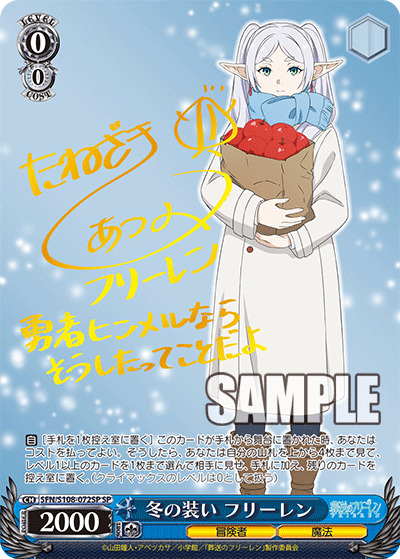 LEVEL
0
0
COST
たねざき
あつみ
フリーレン
勇者ヒンメルなら
そうしたってことだよ
SAMPLE
自［手札を1枚控え室に置く］このカードが手札から舞台に置かれた時、あなたは
コストを払ってよい。そうしたら、あなたは自分の山札を上から4枚まで見て、
レベル1以上のカードを1枚まで選んで相手に見せ、手札に加え、残りのカードを
控え室に置く。（クライマックスのレベルは0として扱う）
SFN/S108-072SP SP
2000
冬の装い フリーレン
冒険者
魔法
葬送のフリーレン
©山田鐘人・アベツカサ／小学館／「葬送のフリーレン」製作委員会